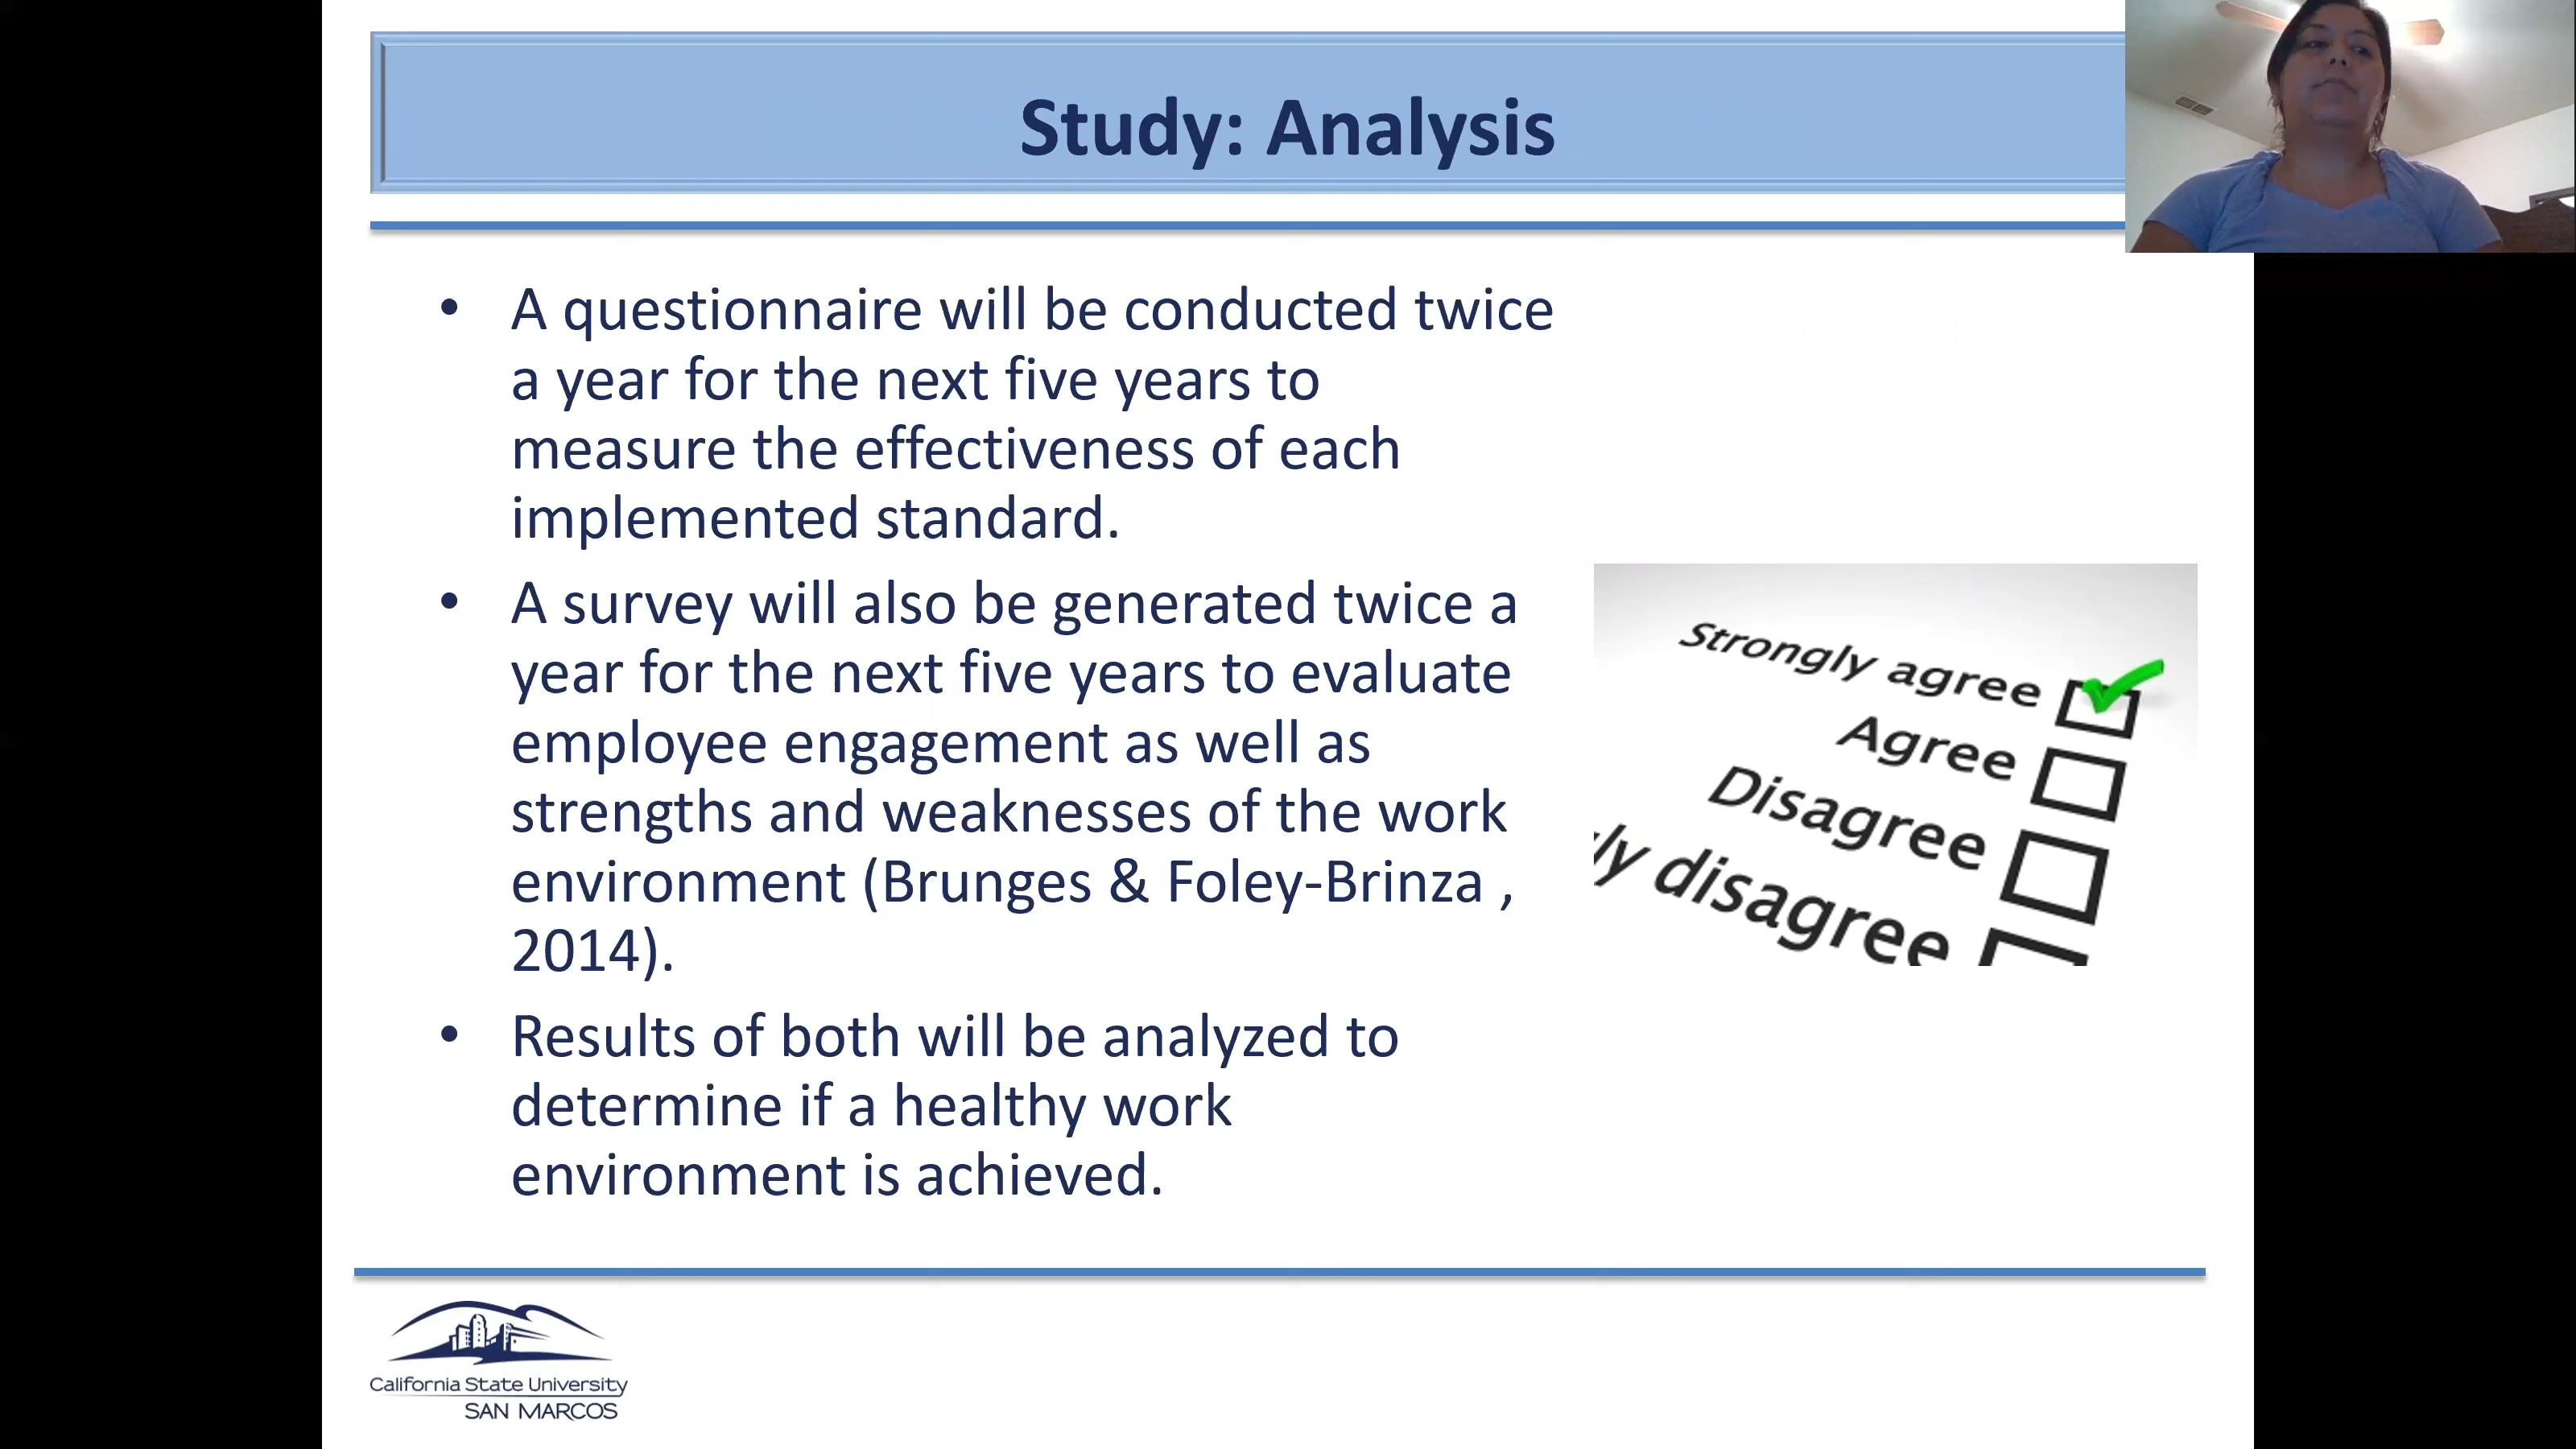 Study: Analysis
• A questionnaire will be conducted twice
a year for the next five years to
measure the effectiveness of each
implemented standard.
• A survey will also be generated twice a
year for the next five years to evaluate
employee engagement as well as
strengths and weaknesses of the work
environment (Brunges & Foley-Brinza ,
2014).
• Results of both will be analyzed to
determine if a healthy work
environment is achieved.
Strongly agree
Agree
Disagree
ly disagree
California State University
SAN MARCOS